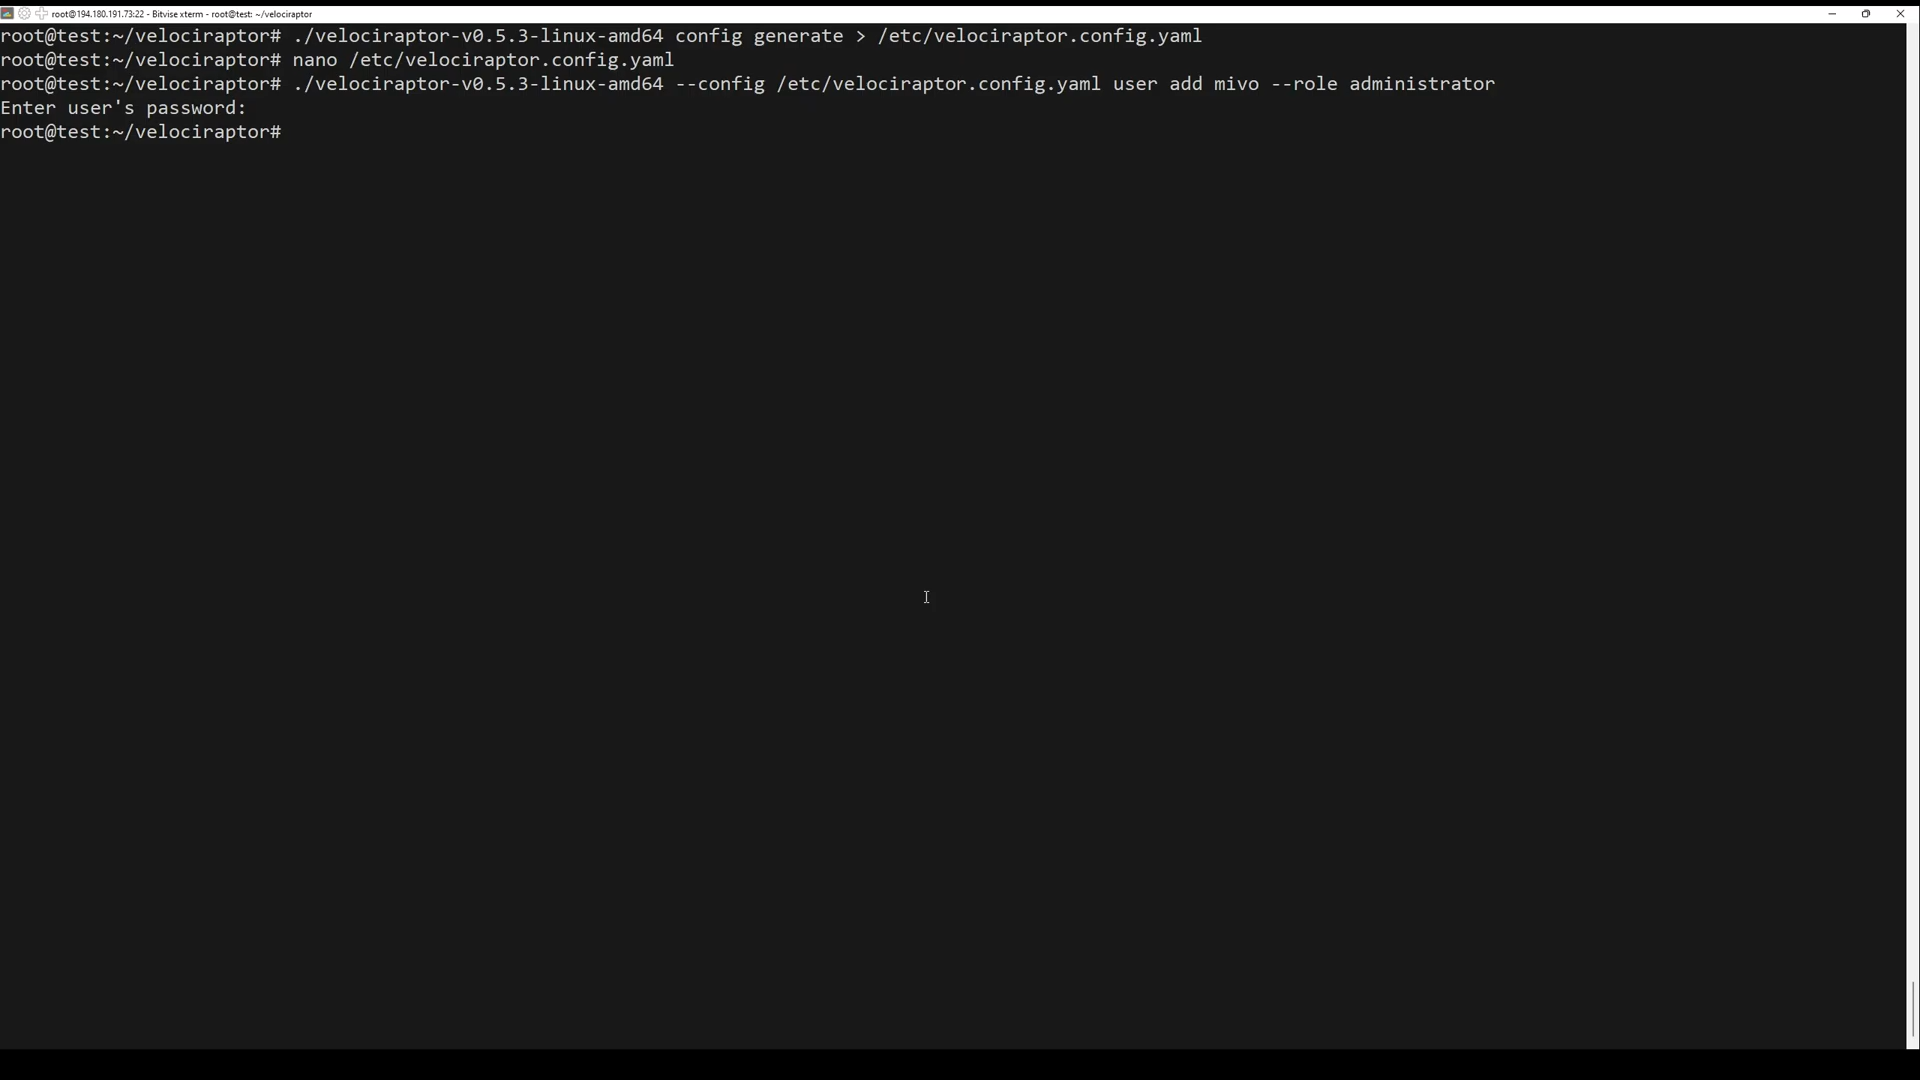 root@194.180.191.73:22 - Bitvise xterm - root@test: ~/velociraptor
root@test:~/velociraptor# ./velociraptor-v0.5.3-linux-amd64 config generate > /etc/velociraptor.config.yaml
root@test:~/velociraptor# nano /etc/velociraptor.config.yaml
root@test:~/velociraptor# ./velociraptor-v0.5.3-linux-amd64 --config /etc/velociraptor.config.yaml user add mivo --role administrator
Enter user's password:
root@test:~/velociraptor#